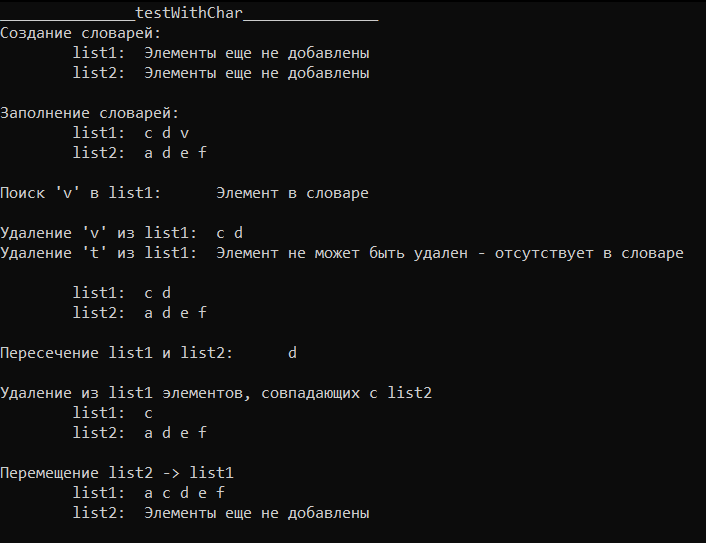 _______________testWithChar_______________
Создание словарей:
list1: Элементы еще не добавлены
list2: Элементы еще не добавлены
Заполнение словарей:
list1: c d v
list2: a d e f
Поиск 'v' в list1: Элемент в словаре
Удаление 'v' из list1: c d
Удаление 't' из list1: Элемент не может быть удален - отсутствует в словаре
list1: c d
list2: a d e f
Пересечение list1 и list2: d
Удаление из list1 элементов, совпадающих с list2
list1: c
list2: a d e f
Перемещение list2 -> list1
list1: a c d e f
list2: Элементы еще не добавлены